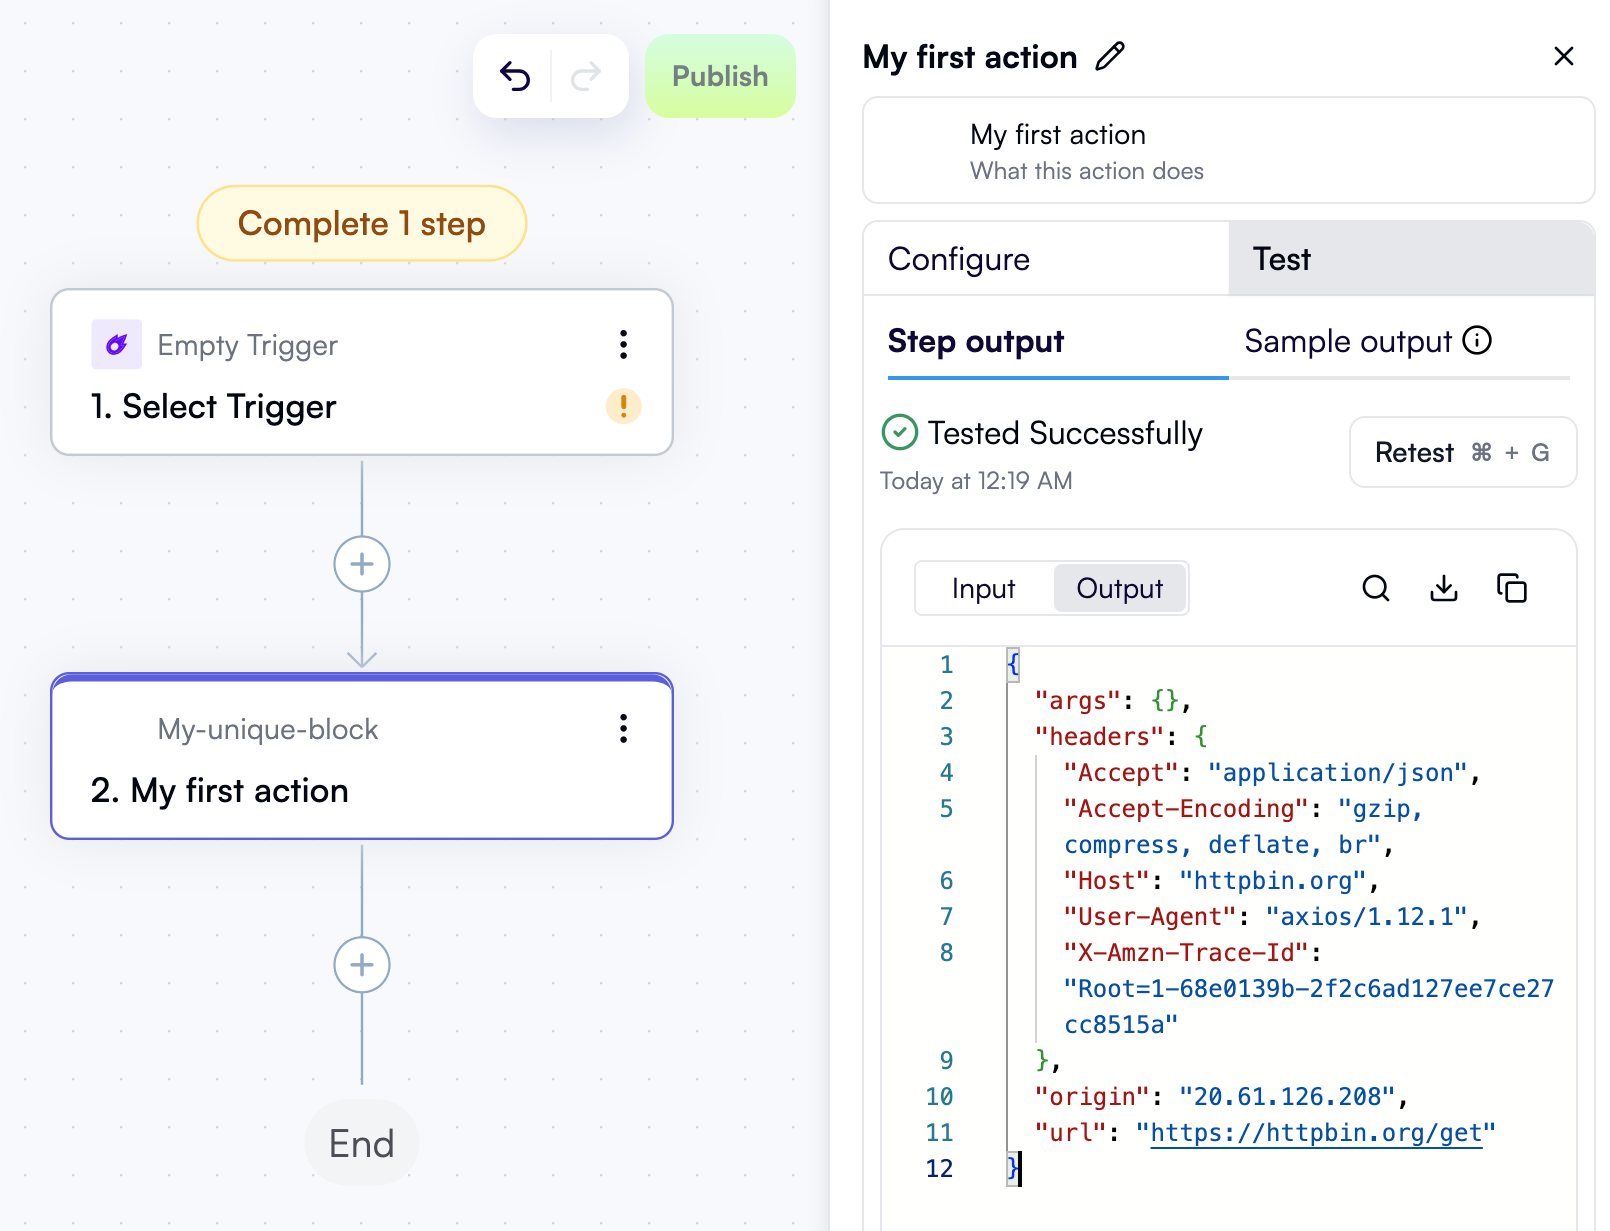 Publish
Complete 1 step
Empty Trigger
1. Select Trigger
My-unique-block
2. My first action
End
My first action
My first action
What this action does
Configure
Test
Step output
Sample output
Tested Successfully
Today at 12:19 AM
Retest ⌘ + G
Input
Output
1 {
2 "args": {},
3 "headers": {
4 "Accept": "application/json",
5 "Accept-Encoding": "gzip,
compress, deflate, br",
6 "Host": "httpbin.org",
7 "User-Agent": "axios/1.12.1",
8 "X-Amzn-Trace-Id":
"Root=1-68e0139b-2f2c6ad127ee7ce27
cc8515a"
9 },
10 "origin": "20.61.126.208",
11 "url": "https://httpbin.org/get"
12 }